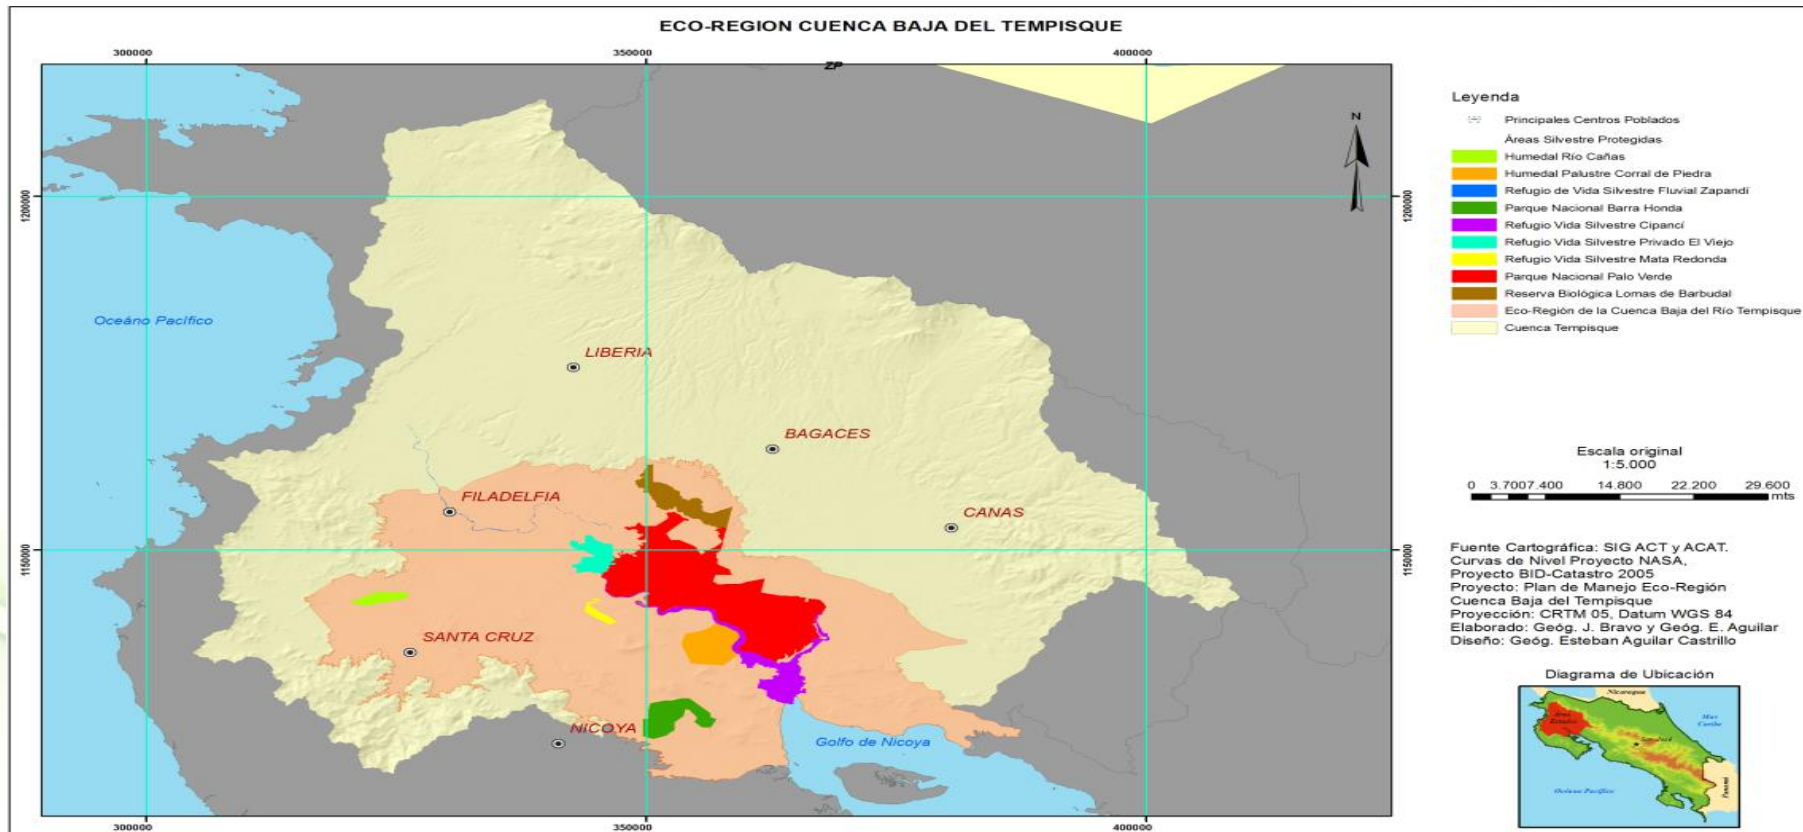 ECO-REGION CUENCA BAJA DEL TEMPISQUE
300000
350000
400000
ZP
1200000
1200000
Océano Pacífico
LIBERIA
BAGACES
FILADELFIA
CANAS
1150000
1150000
SANTA CRUZ
NICOYA
Golfo de Nicoya
300000
350000
400000
N
Leyenda
Principales Centros Poblados
Áreas Silvestre Protegidas
Humedal Río Cañas
Humedal Palustre Corral de Piedra
Refugio de Vida Silvestre Fluvial Zapandí
Parque Nacional Barra Honda
Refugio Vida Silvestre Cipancí
Refugio Vida Silvestre Privado El Viejo
Refugio Vida Silvestre Mata Redonda
Parque Nacional Palo Verde
Reserva Biológica Lomas de Barbudal
Eco-Región de la Cuenca Baja del Río Tempisque
Cuenca Tempisque
Escala original
1:5.000
0 3.7007.400 14.800 22.200 29.600
mts
Fuente Cartográfica: SIG ACT y ACAT.
Curvas de Nivel Proyecto NASA,
Proyecto BID-Catastro 2005
Proyecto: Plan de Manejo Eco-Región
Cuenca Baja del Tempisque
Proyección: CRTM 05, Datum WGS 84
Elaborado: Geóg. J. Bravo y Geóg. E. Aguilar
Diseño: Geóg. Esteban Aguilar Castrillo
Diagrama de Ubicación
Nicaragua
Mar
Caribe
Océano Pacífico
Panamá